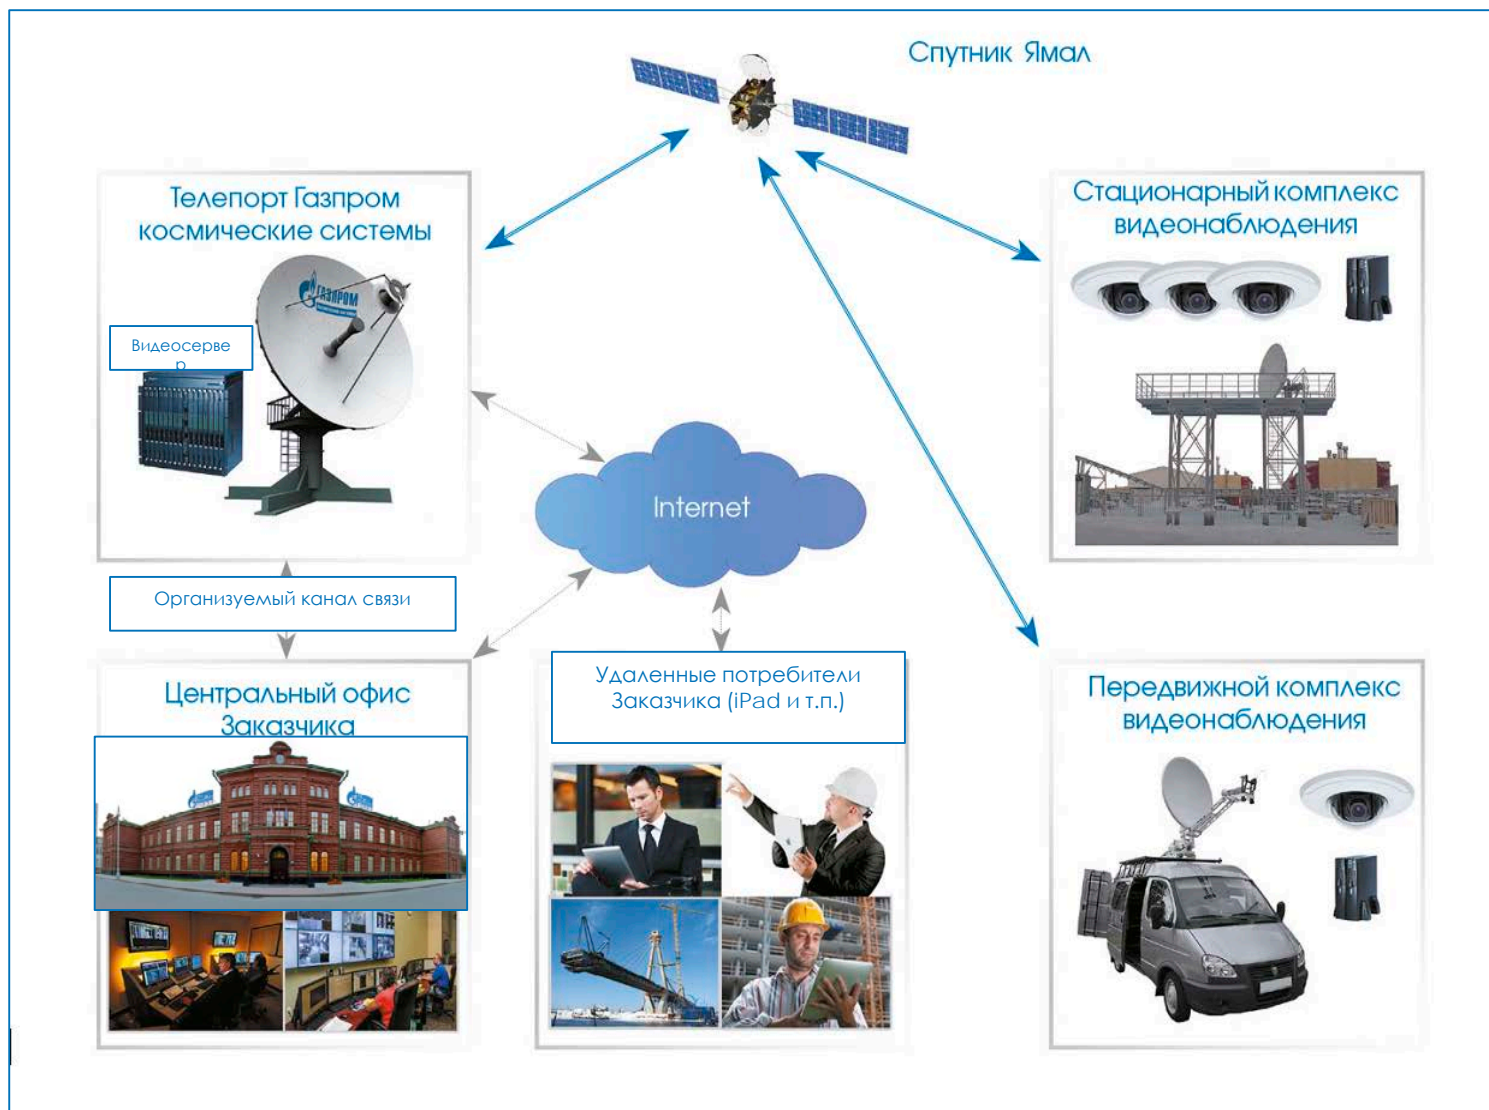 Спутник Ямал
Телепорт Газпром
космические системы
ГАЗПРОМ
Видеосерве
р
Стационарный комплекс
видеонаблюдения
Internet
Организуемый канал связи
Центральный офис
Заказчика
Удаленные потребители
Заказчика (iPad и т.п.)
Передвижной комплекс
видеонаблюдения